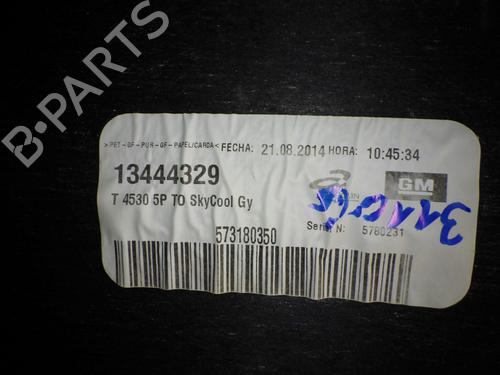 >PET-GF-PUR-GF-PAPEL/CARDA< FECHA: 21.08.2014 HORA: 10:45:34
13444329
GM
T 4530 5P TO SkyCool Gy
573180350
Serie N: 5780231
B-PARTS